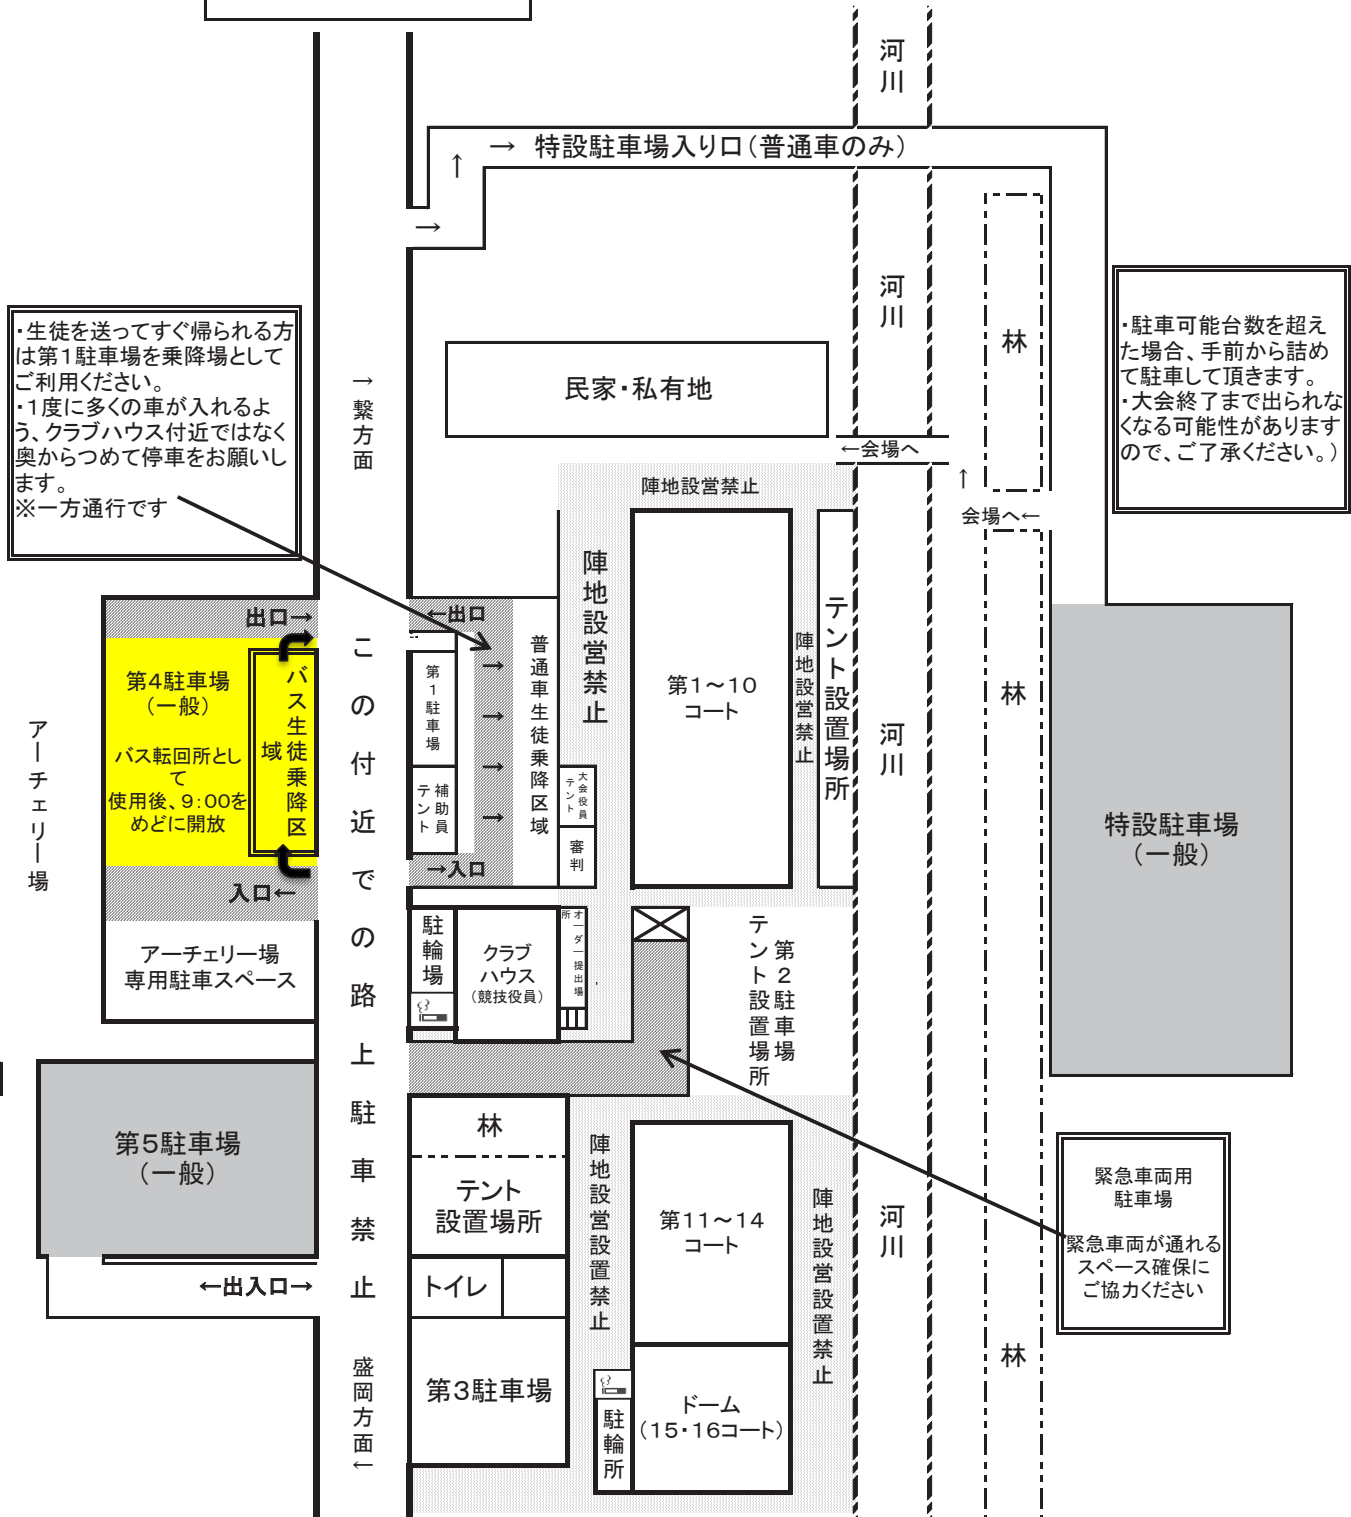 河川
→ 特設駐車場入り口（普通車のみ）
↑
→
・生徒を送ってすぐ帰られる方
は第1駐車場を乗降場として
ご利用ください。
・1度に多くの車が入れるよ
う、クラブハウス付近ではなく
奥からつめて停車をお願いし
ます。
※一方通行です
→繋方面
民家・私有地
河川
林
・駐車可能台数を超え
た場合、手前から詰め
て駐車して頂きます。
・大会終了まで出られな
くなる可能性があります
ので、ご了承ください。）
←会場へ
↑
会場へ←
陣地設営禁止
陣地設営禁止
第1～10
コート
陣地設営禁止
テント設置場所
河川
林
特設駐車場
（一般）
出口→
第4駐車場
（一般）
バス転回所とし
て
使用後、9:00を
めどに開放
バス生徒乗降区
域
入口←
アーチェリー場
アーチェリー場
専用駐車スペース
この付近での路上駐車禁止
←出口
第1駐車場
→
→
→
→
普通車生徒乗降区域
補助員
テント
→入口
大会役員
テント
審判
駐輪場
クラブ
ハウス
（競技役員）
オーダー提出場
所
第2駐車場
テント設置場所
第5駐車場
（一般）
←出入口→
林
テント
設置場所
トイレ
第3駐車場
陣地設営設置禁止
第11～14
コート
陣地設営設置禁止
河川
林
緊急車両用
駐車場
緊急車両が通れる
スペース確保に
ご協力ください
駐輪所
ドーム
（15・16コート）
盛岡方面←